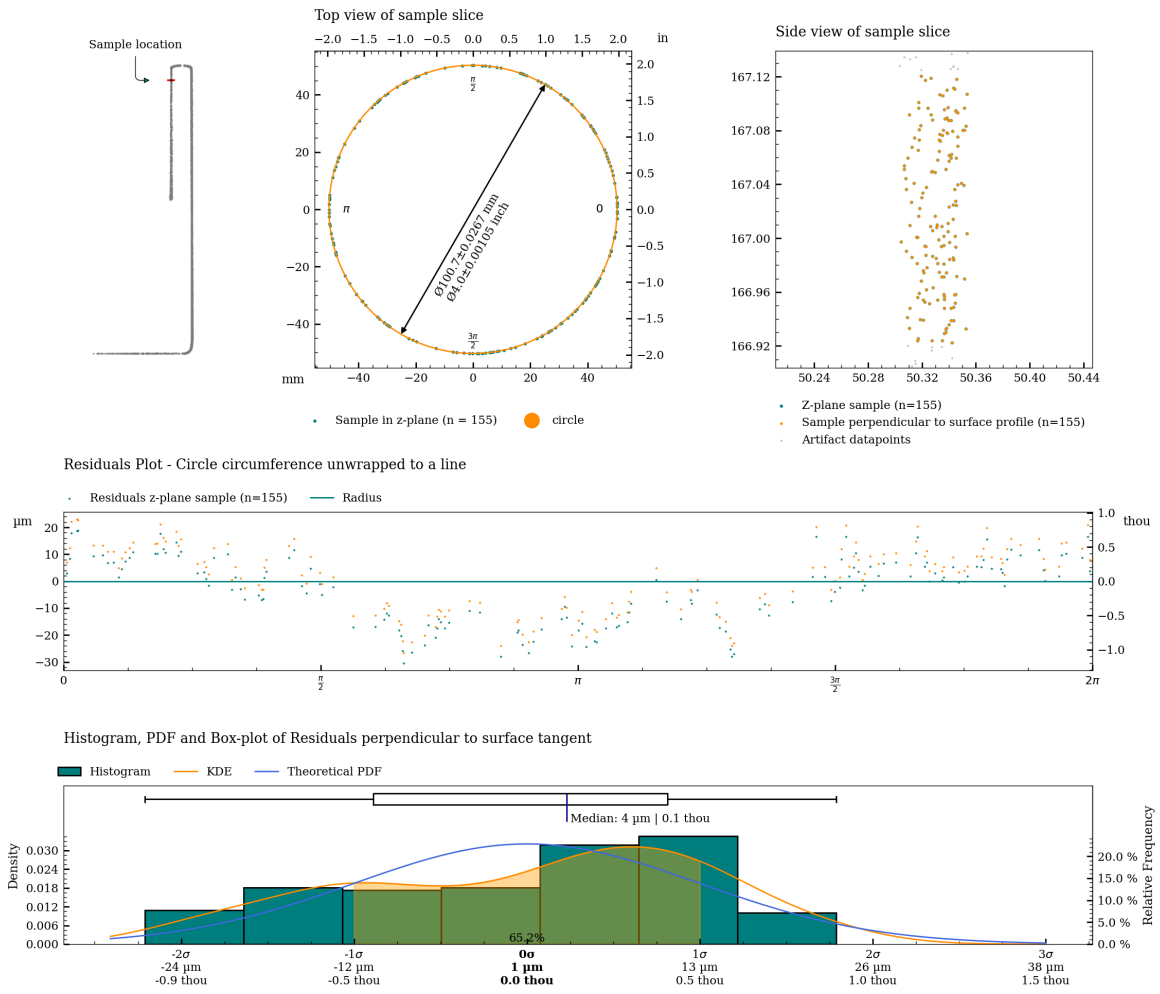 Sample location
Top view of sample slice
−2.0 −1.5 −1.0 −0.5 0.0 0.5 1.0 1.5 2.0 in
40
20
0
−20
−40
2.0
1.5
1.0
0.5
0.0
−0.5
−1.0
−1.5
−2.0
π/2
π
0
3π/2
Ø100.7±0.0267 mm
Ø4.0±0.00105 inch
mm −40 −20 0 20 40
Sample in z-plane (n = 155) circle
Side view of sample slice
167.12
167.08
167.04
167.00
166.96
166.92
50.24 50.28 50.32 50.36 50.40 50.44
Z-plane sample (n=155)
Sample perpendicular to surface profile (n=155)
Artifact datapoints
Residuals Plot - Circle circumference unwrapped to a line
Residuals z-plane sample (n=155) Radius
µm
20
10
0
−10
−20
−30
thou
1.0
0.5
0.0
−0.5
−1.0
0 π/2 π 3π/2 2π
Histogram, PDF and Box-plot of Residuals perpendicular to surface tangent
Histogram KDE Theoretical PDF
Median: 4 µm | 0.1 thou
Density
0.030
0.024
0.018
0.012
0.006
0.000
Relative Frequency
20.0 %
15.0 %
10.0 %
5.0 %
0.0 %
65.2%
-2σ -1σ 0σ 1σ 2σ 3σ
-24 µm -12 µm 1 µm 13 µm 26 µm 38 µm
-0.9 thou -0.5 thou 0.0 thou 0.5 thou 1.0 thou 1.5 thou